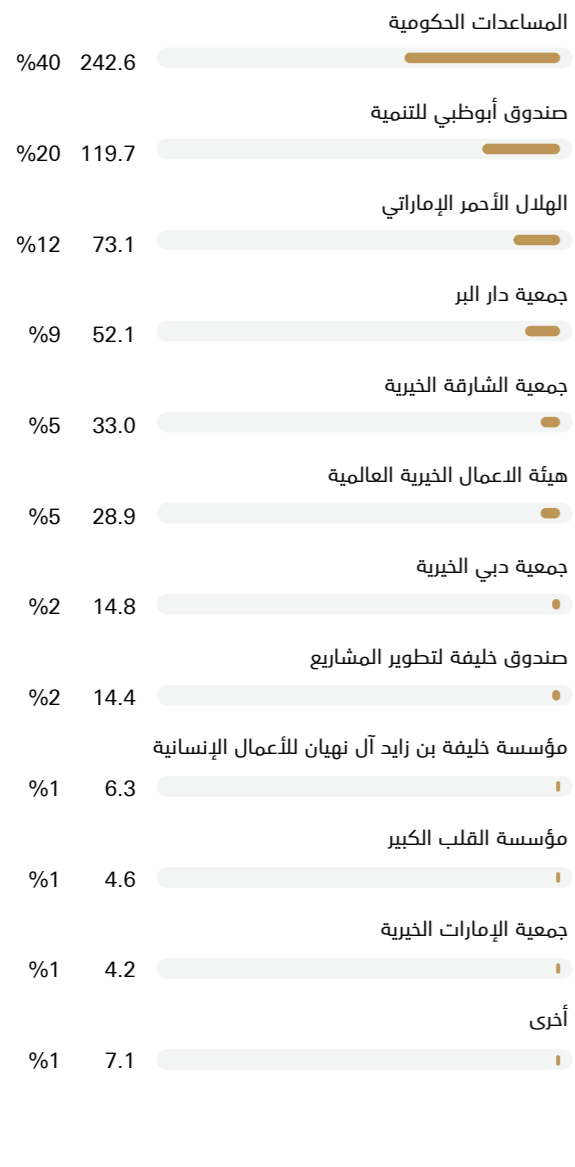 المساعدات الحكومية
242.6 %40
صندوق أبوظبي للتنمية
119.7 %20
الهلال الأحمر الإماراتي
73.1 %12
جمعية دار البر
52.1 %9
جمعية الشارقة الخيرية
33.0 %5
هيئة الاعمال الخيرية العالمية
28.9 %5
جمعية دبي الخيرية
14.8 %2
صندوق خليفة لتطوير المشاريع
14.4 %2
مؤسسة خليفة بن زايد آل نهيان للأعمال الإنسانية
6.3 %1
مؤسسة القلب الكبير
4.6 %1
جمعية الإمارات الخيرية
4.2 %1
أخرى
7.1 %1